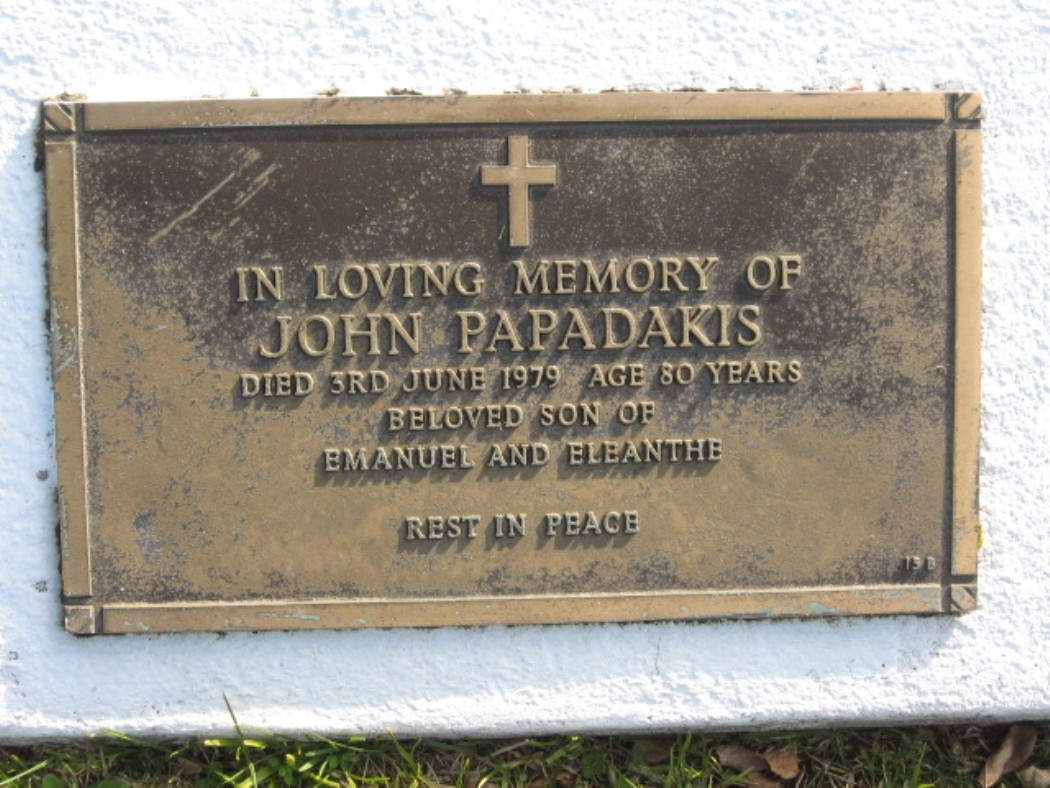 IN LOVING MEMORY OF
JOHN PAPADAKIS
DIED 3RD JUNE 1979 AGE 80 YEARS
BELOVED SON OF
EMANUEL AND ELEANTHE
REST IN PEACE
13 B